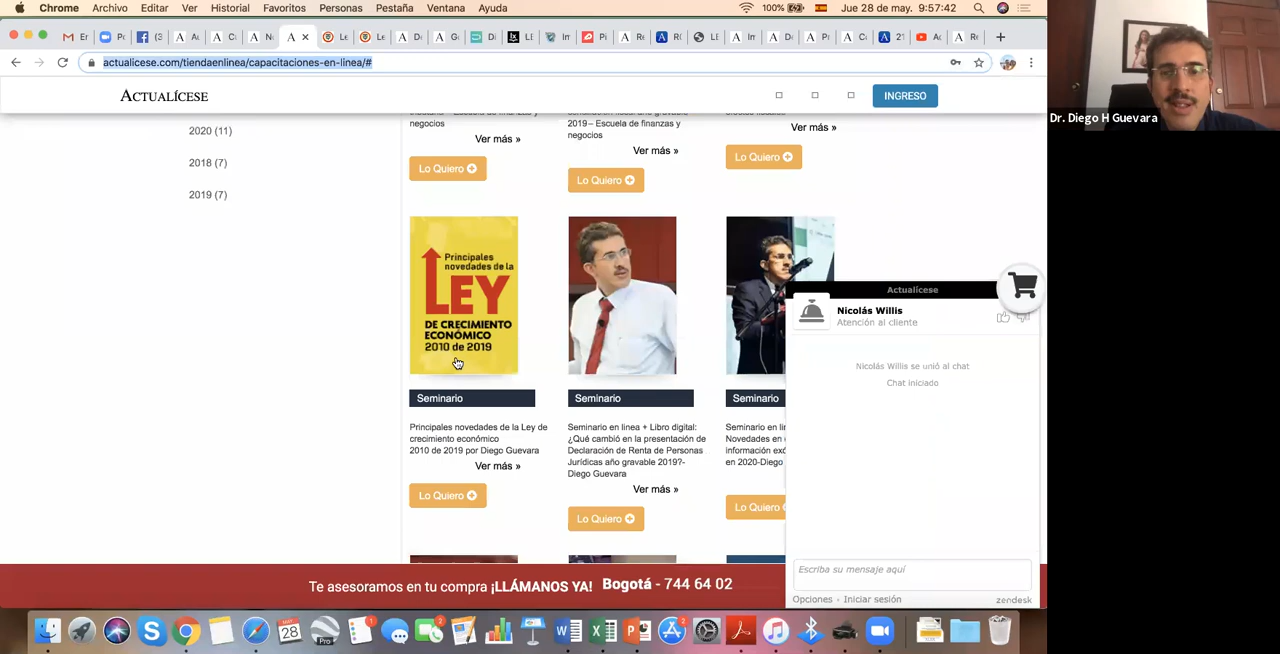 Chrome Archivo Editar Ver Historial Favoritos Personas Pestaña Ventana Ayuda 100% Jue 28 de may. 9:57:42
actualicese.com/tiendaenlinea/capacitaciones-en-linea/#
ACTUALÍCESE INGRESO
Dr. Diego H Guevara
2020 (11)
2018 (7)
2019 (7)
negocios
Ver más »
Lo Quiero
2019 – Escuela de finanzas y
negocios
Ver más »
Lo Quiero
Ver más »
Lo Quiero
Principales
novedades de la
LEY
DE CRECIMIENTO
ECONÓMICO
2010 de 2019
Seminario
Principales novedades de la Ley de
crecimiento económico
2010 de 2019 por Diego Guevara
Ver más »
Lo Quiero
Seminario
Seminario en linea + Libro digital:
¿Qué cambió en la presentación de
Declaración de Renta de Personas
Jurídicas año gravable 2019?-
Diego Guevara
Ver más »
Lo Quiero
Seminario
Seminario en lin
Novedades en
información exó
en 2020-Diego
Lo Quiero
Actualícese
Nicolás Willis
Atención al cliente
Nicolás Willis se unió al chat
Chat iniciado
Escriba su mensaje aquí
Opciones Iniciar sesión zendesk
Te asesoramos en tu compra ¡LLÁMANOS YA! Bogotá - 744 64 02
MAY
28
Pro